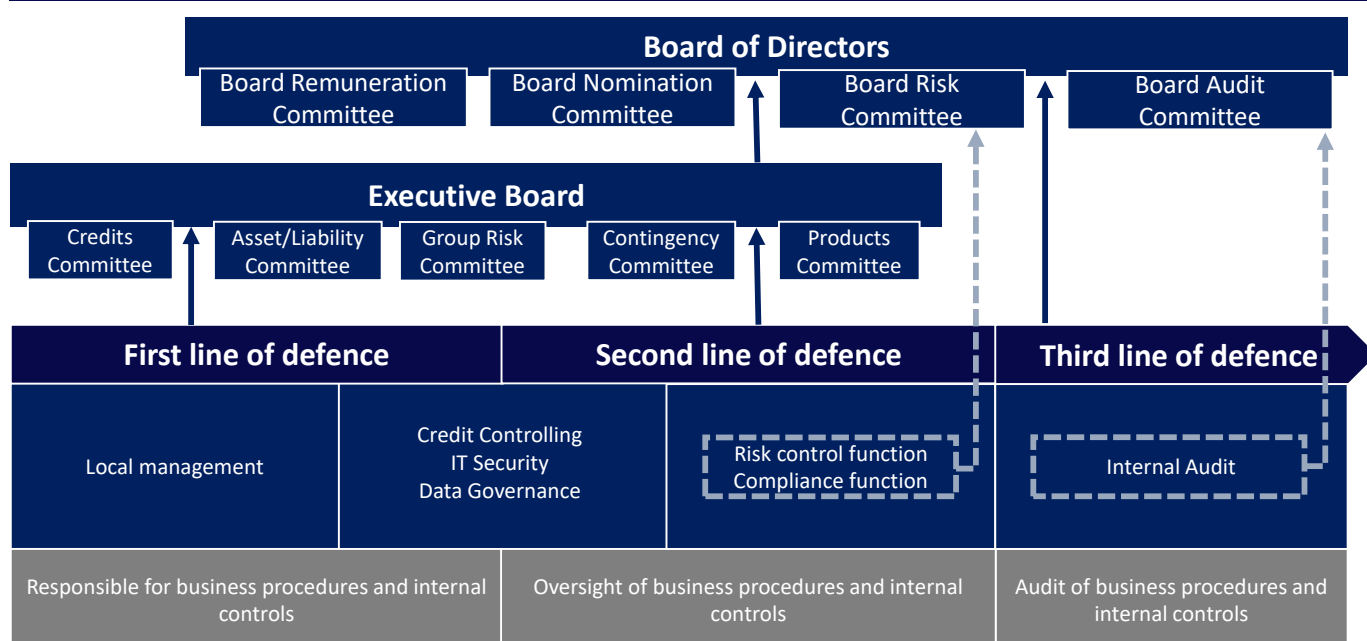 Board of Directors
Board Remuneration
Committee
Board Nomination
Committee
Board Risk
Committee
Board Audit
Committee
Executive Board
Credits
Committee
Asset/Liability
Committee
Group Risk
Committee
Contingency
Committee
Products
Committee
First line of defence
Second line of defence
Third line of defence
Local management
Credit Controlling
IT Security
Data Governance
Risk control function
Compliance function
Internal Audit
Responsible for business procedures and internal
controls
Oversight of business procedures and internal
controls
Audit of business procedures and
internal controls